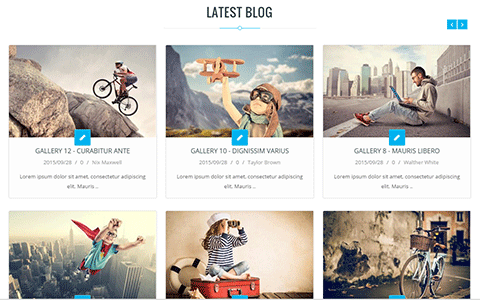 LATEST BLOG
GALLERY 12 - CURABITUR ANTE
2015/09/28 / 0 / Nix Maxwell
Lorem ipsum dolor sit amet, consectetur adipiscing
elit. Mauris ..
GALLERY 10 - DIGNISSIM VARIUS
2015/09/28 / 0 / Taylor Brown
Lorem ipsum dolor sit amet, consectetur adipiscing
elit. Mauris ..
GALLERY 8 - MAURIS LIBERO
2015/09/28 / 0 / Walther White
Lorem ipsum dolor sit amet, consectetur adipiscing
elit. Mauris ..